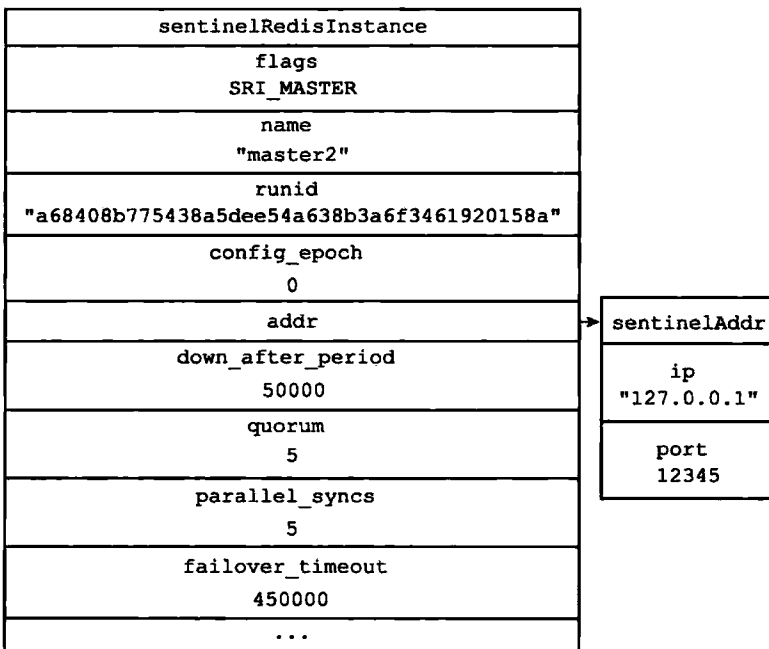 sentinelRedisInstance
flags
SRI_MASTER
name
"master2"
runid
"a68408b775438a5dee54a638b3a6f3461920158a"
config_epoch
0
addr
down_after_period
50000
quorum
5
parallel_syncs
5
failover_timeout
450000
...
sentinelAddr
ip
"127.0.0.1"
port
12345